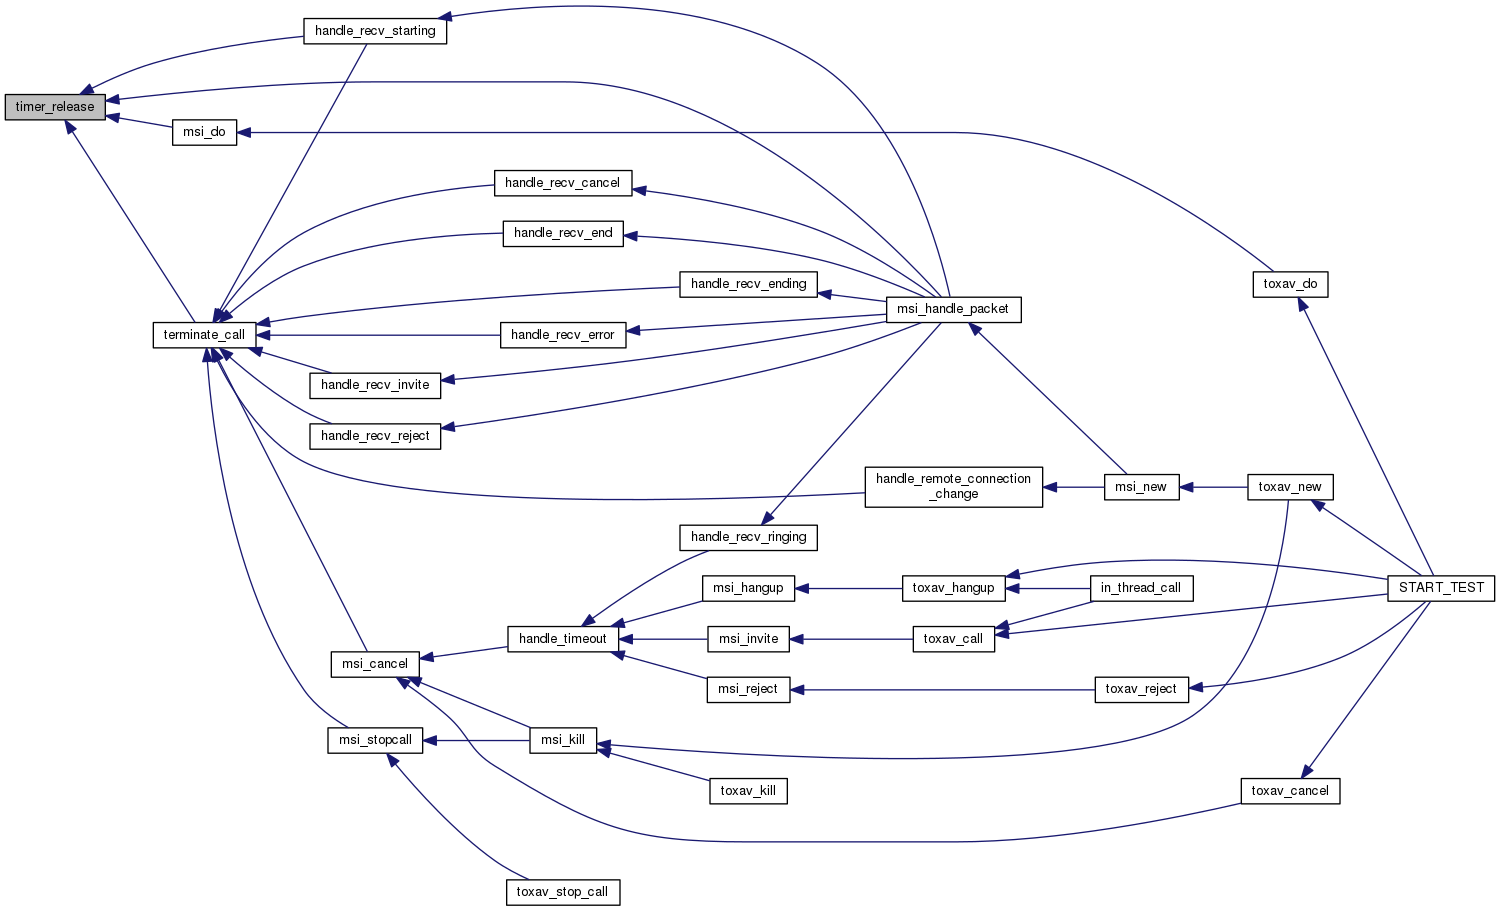 handle_recv_starting
timer_release
msi_do
handle_recv_cancel
handle_recv_end
handle_recv_ending
toxav_do
msi_handle_packet
terminate_call
handle_recv_error
handle_recv_invite
handle_recv_reject
handle_remote_connection
_change
msi_new
toxav_new
handle_recv_ringing
msi_hangup
toxav_hangup
in_thread_call
START_TEST
handle_timeout
msi_invite
toxav_call
msi_cancel
msi_reject
toxav_reject
msi_stopcall
msi_kill
toxav_kill
toxav_cancel
toxav_stop_call